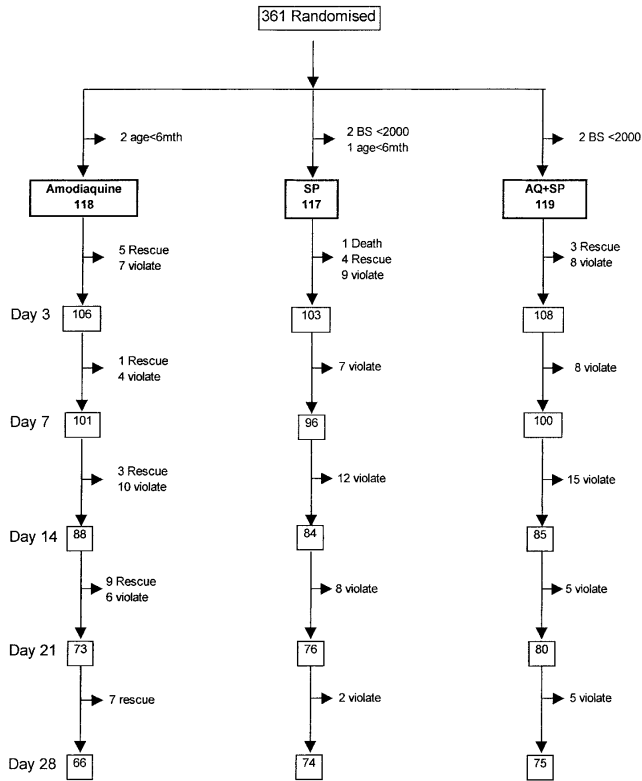 361 Randomised
2 age<6mth
2 BS <2000
1 age<6mth
2 BS <2000
Amodiaquine
118
SP
117
AQ+SP
119
5 Rescue
7 violate
1 Death
4 Rescue
9 violate
3 Rescue
8 violate
Day 3
106
103
108
1 Rescue
4 violate
7 violate
8 violate
Day 7
101
96
100
3 Rescue
10 violate
12 violate
15 violate
Day 14
88
84
85
9 Rescue
6 violate
8 violate
5 violate
Day 21
73
76
80
7 rescue
2 violate
5 violate
Day 28
66
74
75